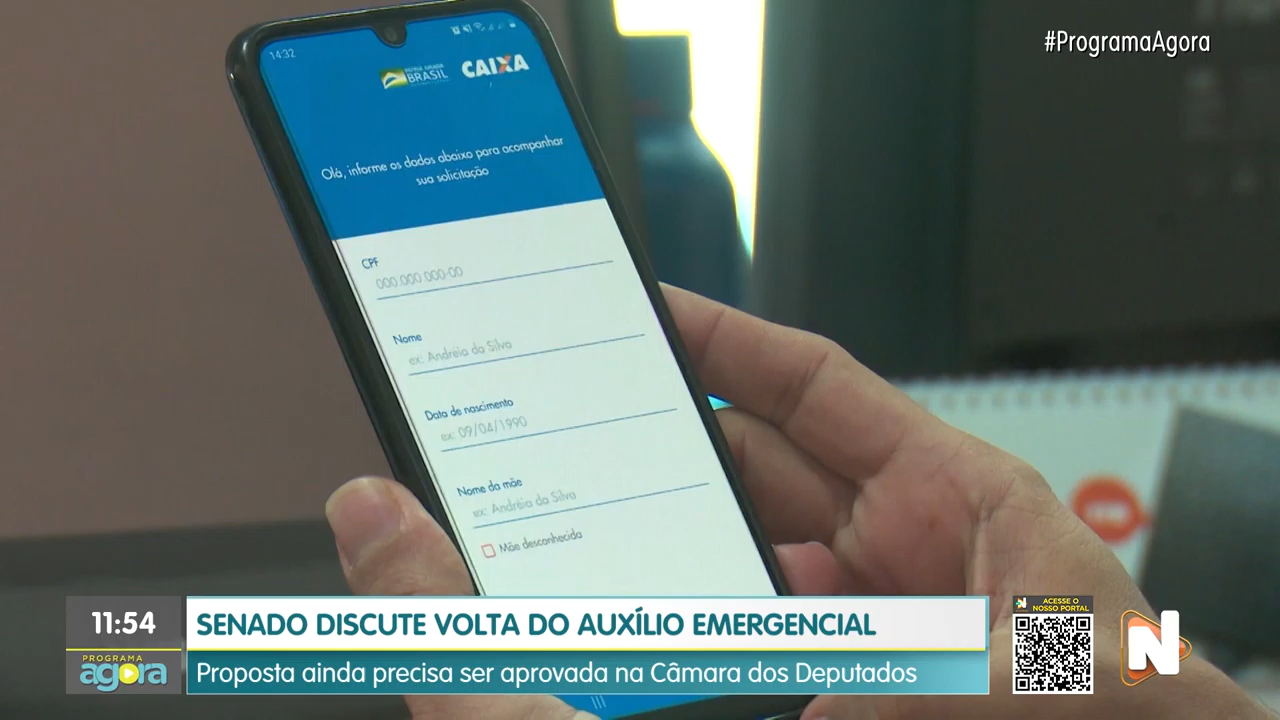 #ProgramaAgora
14:32
BRASIL
CAIXA
Olá, informe os dados abaixo para acompanhar
sua solicitação
CPF
000.000.000-00
Nome
ex: Andréia da Silva
Data de nascimento
ex: 09/04/1990
Nome da mãe
ex: Andréia da Silva
Mãe desconhecida
11:54
SENADO DISCUTE VOLTA DO AUXÍLIO EMERGENCIAL
PROGRAMA
agora
Proposta ainda precisa ser aprovada na Câmara dos Deputados
ACESSE O
NOSSO PORTAL
N